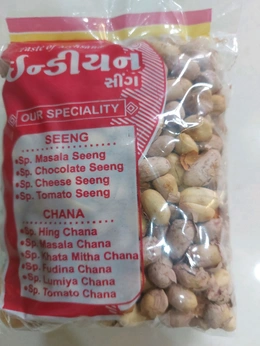 ઈન્ડીયન
સીંગ
OUR SPECIALITY
SEENG
•Sp. Masala Seeng
•Sp. Chocolate Seeng
•Sp. Cheese Seeng
•Sp. Tomato Seeng
CHANA
•Sp. Hing Chana
•Sp. Masala Chana
•Sp. Khata Mitha Chana
•Sp. Fudina Chana
•Sp. Lumiya Chana
•Sp. Tomato Chana